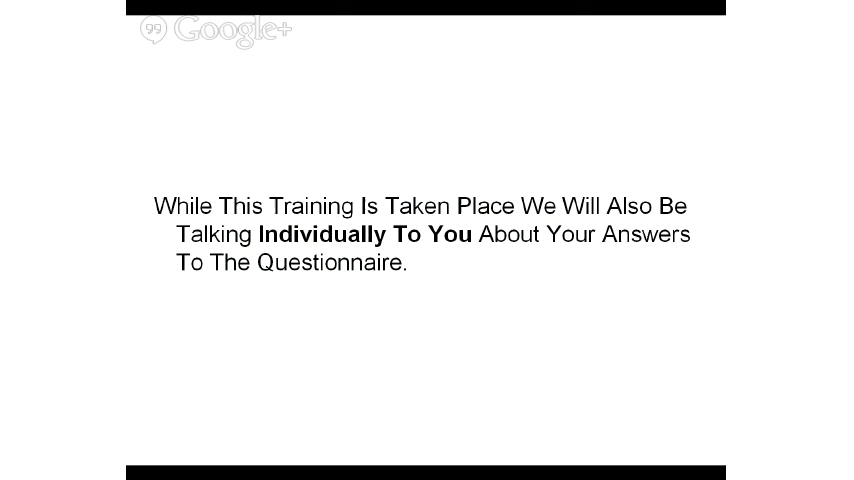 Google+
While This Training Is Taken Place We Will Also Be
Talking Individually To You About Your Answers
To The Questionnaire.